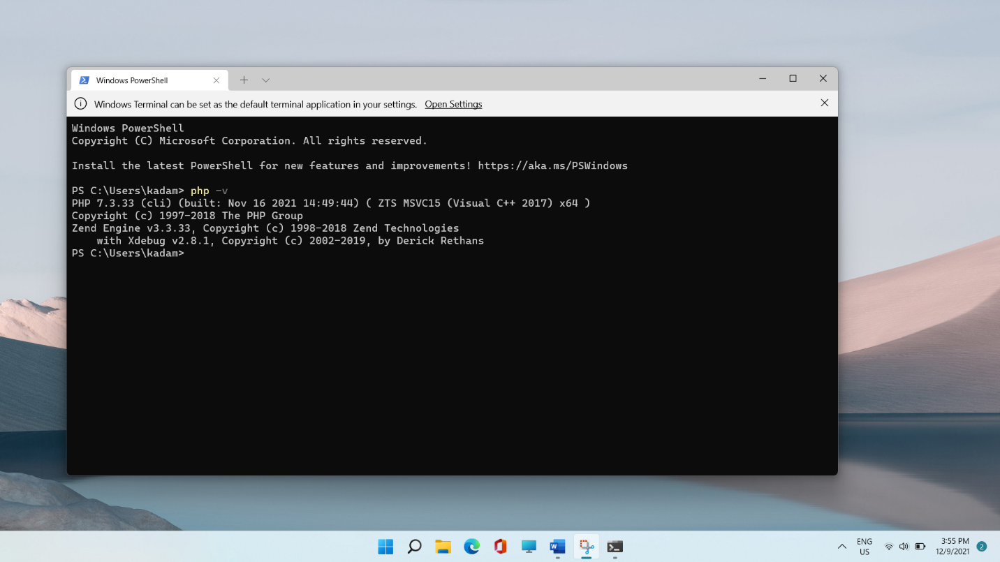 Windows PowerShell
Windows Terminal can be set as the default terminal application in your settings. Open Settings
Windows PowerShell
Copyright (C) Microsoft Corporation. All rights reserved.
Install the latest PowerShell for new features and improvements! https://aka.ms/PSWindows
PS C:\Users\kadam> php -v
PHP 7.3.33 (cli) (built: Nov 16 2021 14:49:44) ( ZTS MSVC15 (Visual C++ 2017) x64 )
Copyright (c) 1997-2018 The PHP Group
Zend Engine v3.3.33, Copyright (c) 1998-2018 Zend Technologies
    with Xdebug v2.8.1, Copyright (c) 2002-2019, by Derick Rethans
PS C:\Users\kadam>
ENG
US
3:55 PM
12/9/2021
2